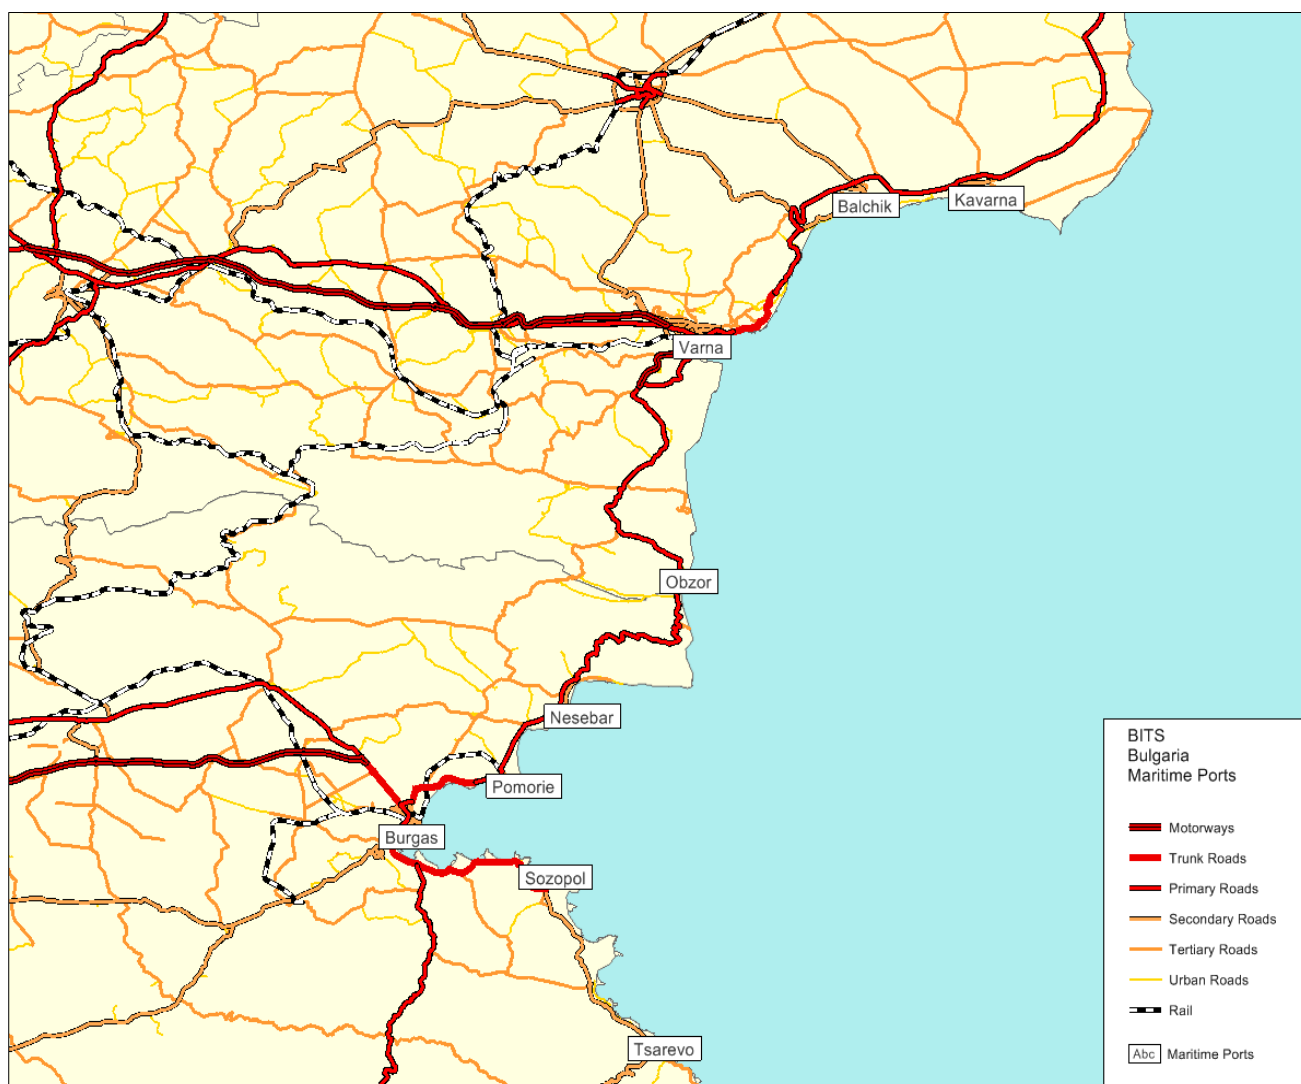 Balchik
Kavarna
Varna
Obzor
Nesebar
Pomorie
Burgas
Sozopol
Tsarevo
BITS
Bulgaria
Maritime Ports
Motorways
Trunk Roads
Primary Roads
Secondary Roads
Tertiary Roads
Urban Roads
Rail
Abc Maritime Ports